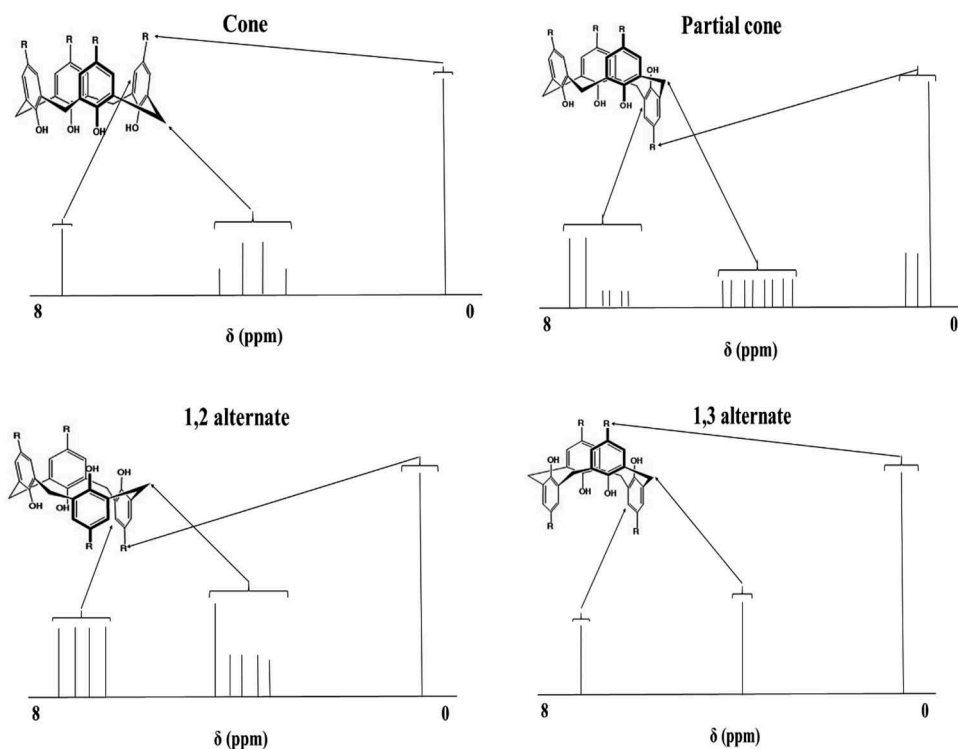 Cone
R
R
R
R
OH
OH
OH
HO
8
0
δ (ppm)
Partial cone
R
R
R
OH
OH
OH
OH
R
8
0
δ (ppm)
1,2 alternate
R
R
OH
OH
OH
OH
R
R
8
0
δ (ppm)
1,3 alternate
R
R
OH
OH
OH
OH
R
R
8
0
δ (ppm)